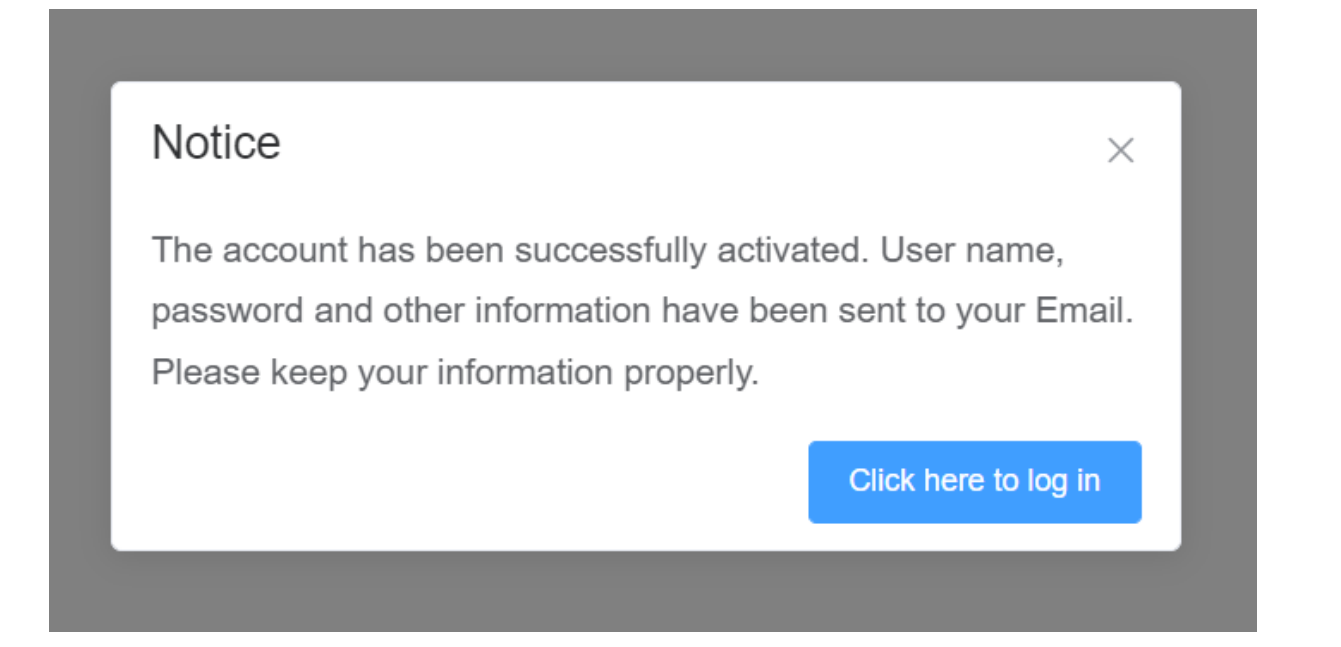 Notice
The account has been successfully activated. User name,
password and other information have been sent to your Email.
Please keep your information properly.
Click here to log in